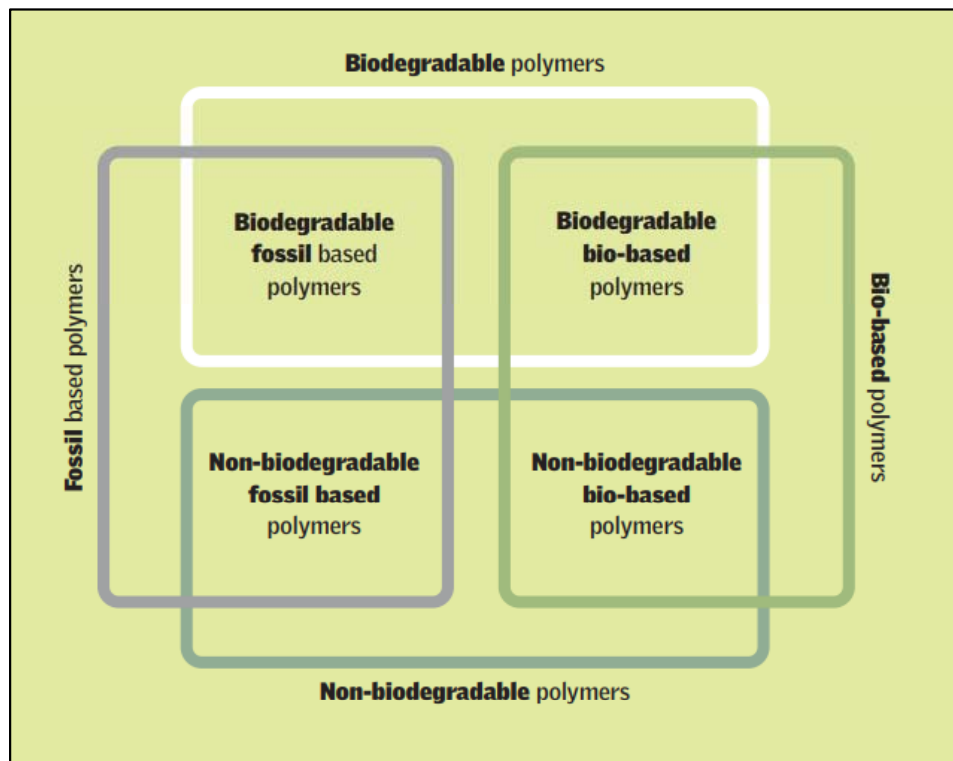 Biodegradable polymers
Biodegradable
fossil based
polymers
Biodegradable
bio-based
polymers
Fossil based polymers
Bio-based polymers
Non-biodegradable
fossil based
polymers
Non-biodegradable
bio-based
polymers
Non-biodegradable polymers